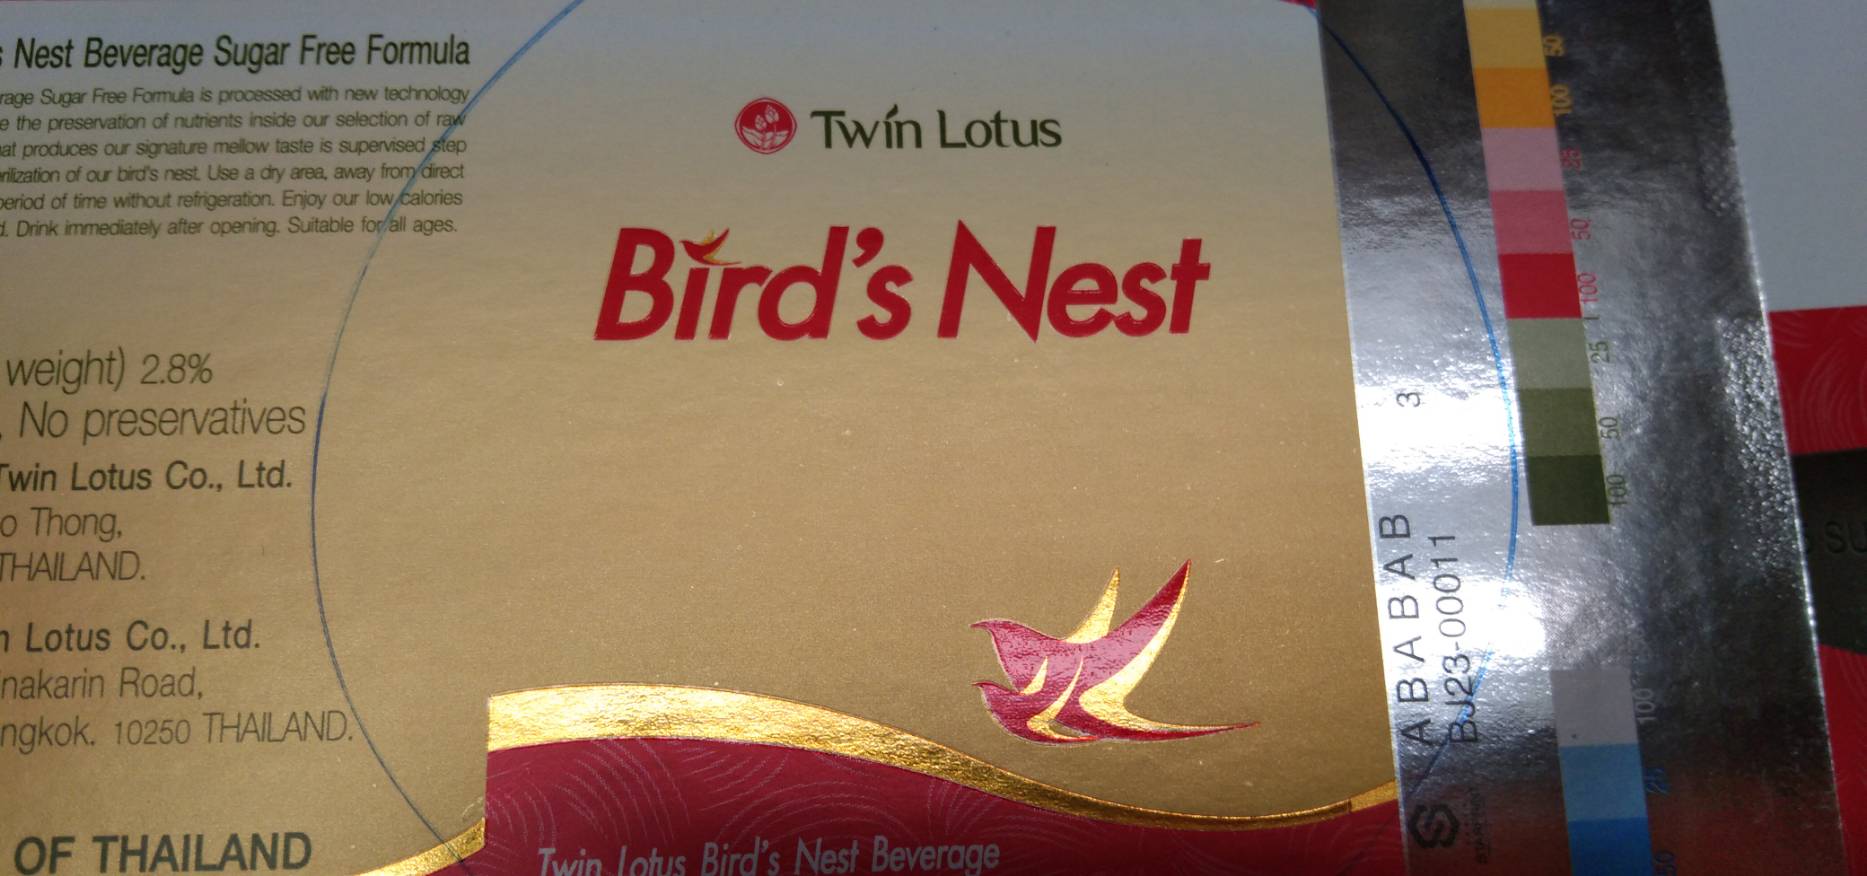 Nest Beverage Sugar Free Formula
rage Sugar Free Formula is processed with new technology
e the preservation of nutrients inside our selection of raw
at produces our signature mellow taste is supervised step
rilization of our bird's nest. Use a dry area, away from direct
period of time without refrigeration. Enjoy our low calories
d. Drink immediately after opening. Suitable for all ages.
weight) 2.8%
, No preservatives
Twin Lotus Co., Ltd.
o Thong,
THAILAND.
n Lotus Co., Ltd.
nakarin Road,
ngkok. 10250 THAILAND.
OF THAILAND
Twin Lotus
Bird's Nest
Twin Lotus Bird's Nest Beverage
ABABAB 3
BJ23-00011
50
100
25
50
100
25
50
100
100
25
50
SU